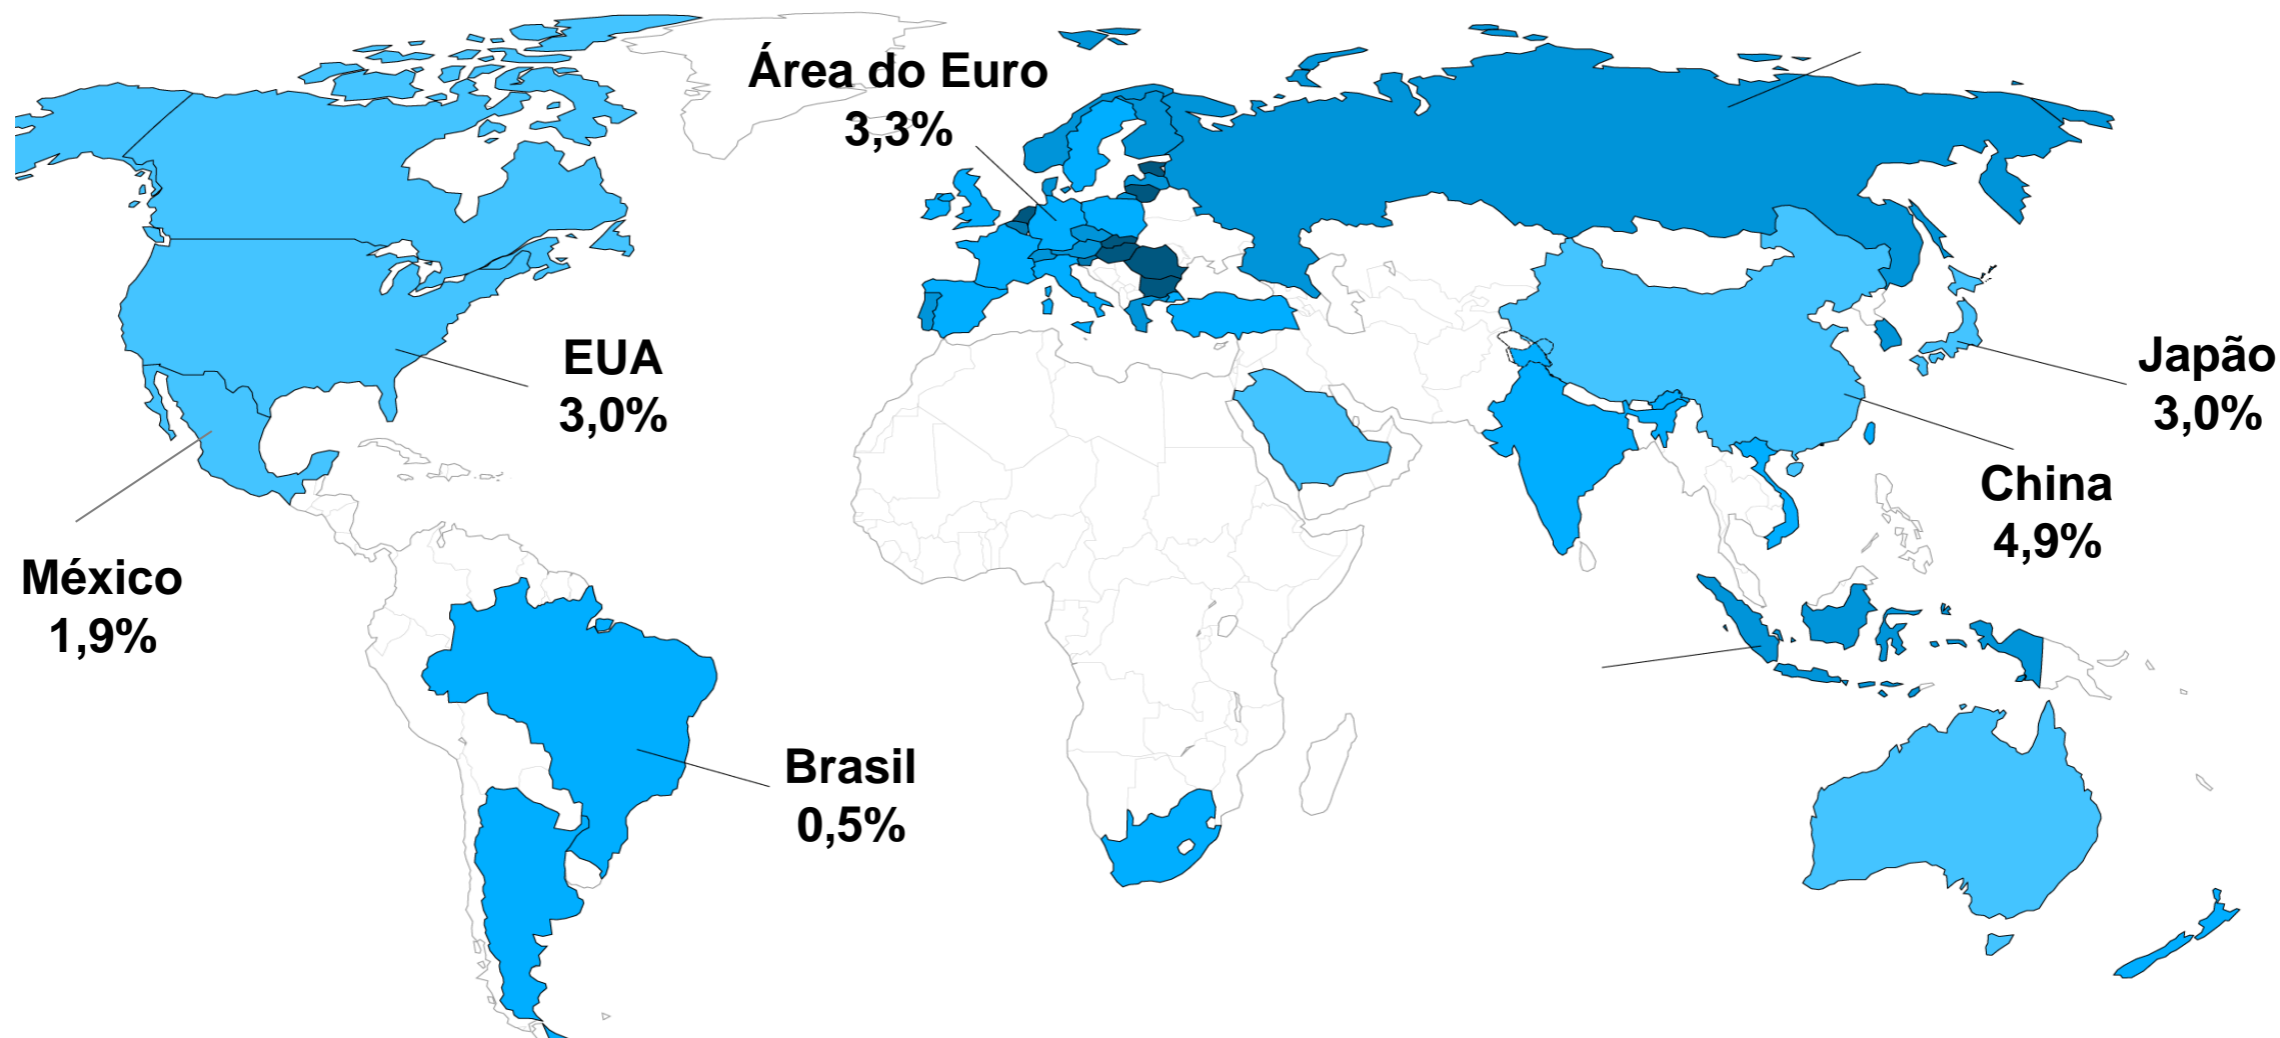 Área do Euro
3,3%
EUA
3,0%
Japão
3,0%
China
4,9%
México
1,9%
Brasil
0,5%